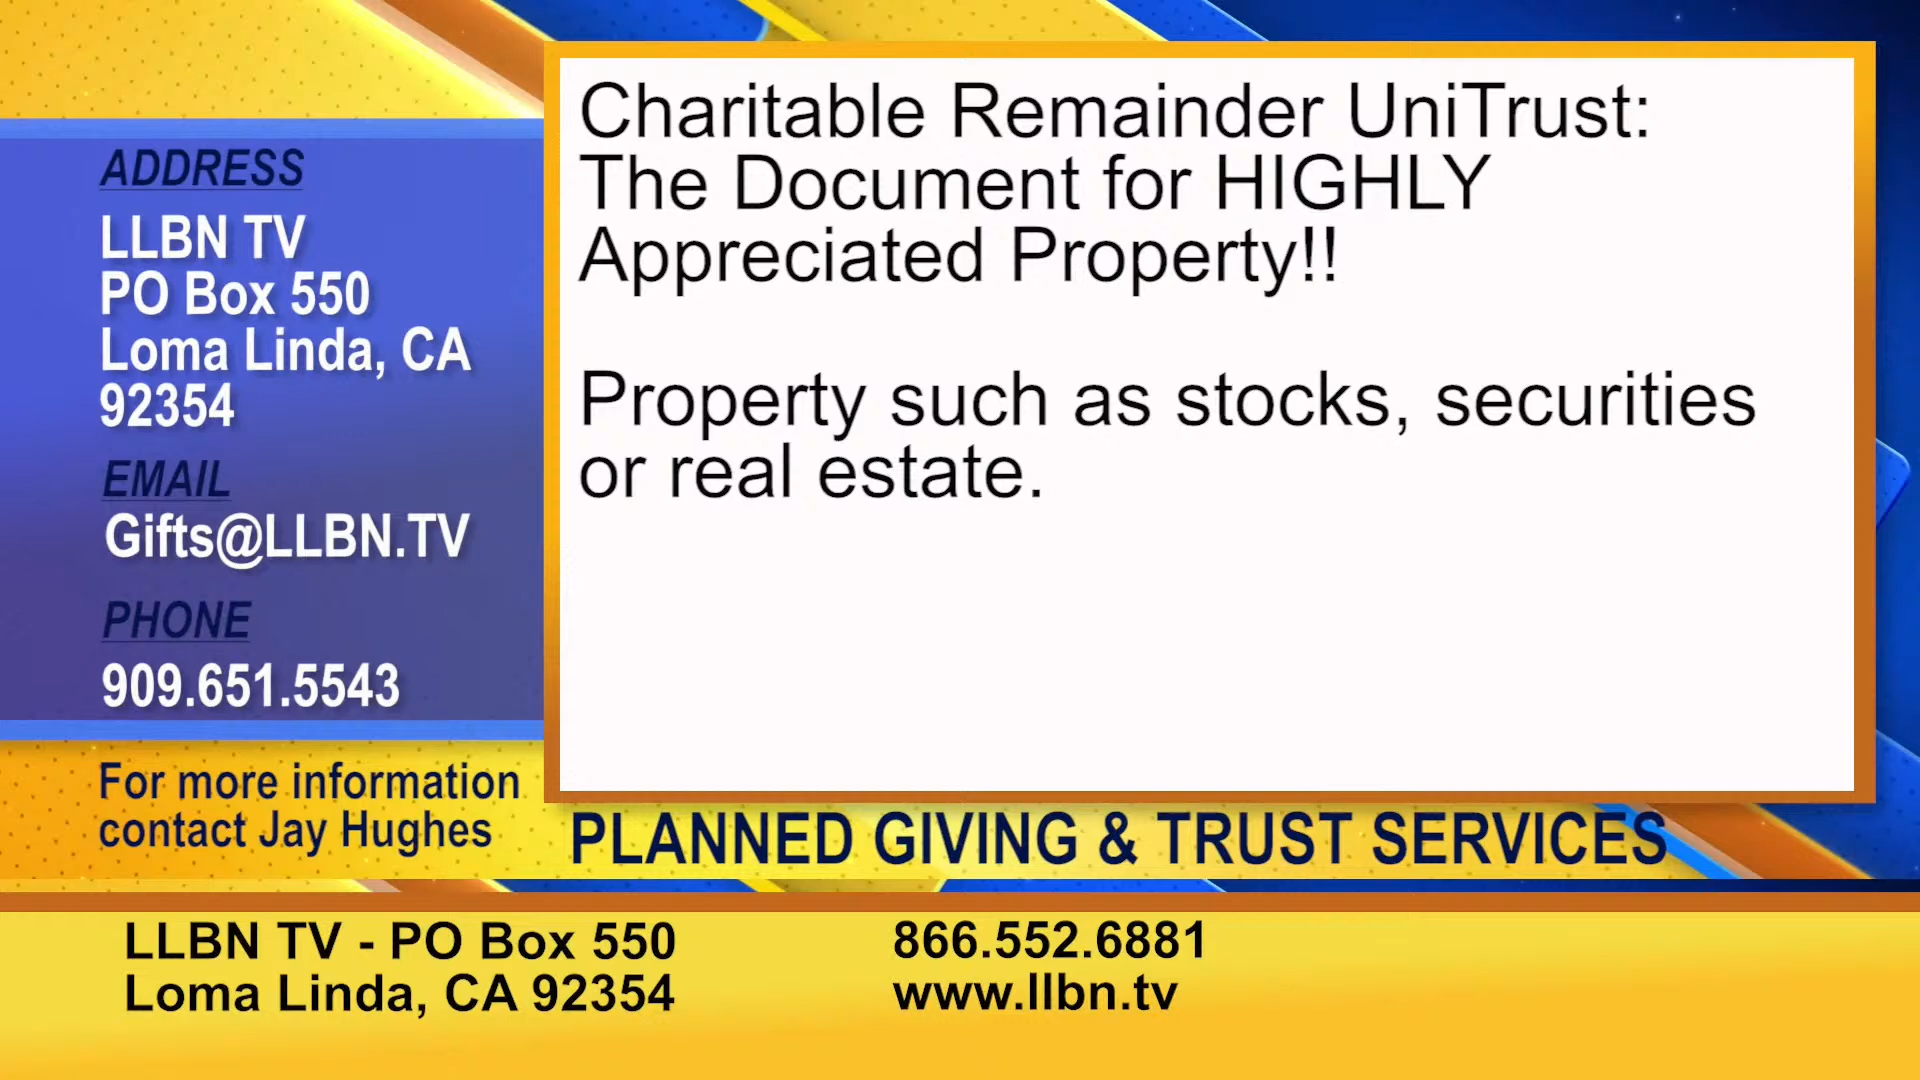 ADDRESS
LLBN TV
PO Box 550
Loma Linda, CA
92354
EMAIL
Gifts@LLBN.TV
PHONE
909.651.5543
For more information
contact Jay Hughes
Charitable Remainder UniTrust:
The Document for HIGHLY
Appreciated Property!!
Property such as stocks, securities
or real estate.
PLANNED GIVING & TRUST SERVICES
LLBN TV - PO Box 550
Loma Linda, CA 92354
866.552.6881
www.llbn.tv